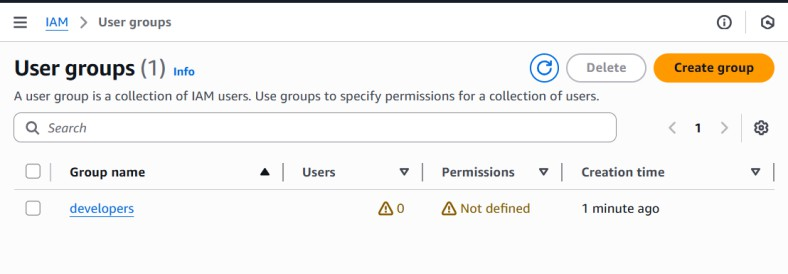 IAM > User groups
User groups (1) Info
Delete
Create group
A user group is a collection of IAM users. Use groups to specify permissions for a collection of users.
Search
1
Group name Users Permissions Creation time
developers 0 Not defined 1 minute ago